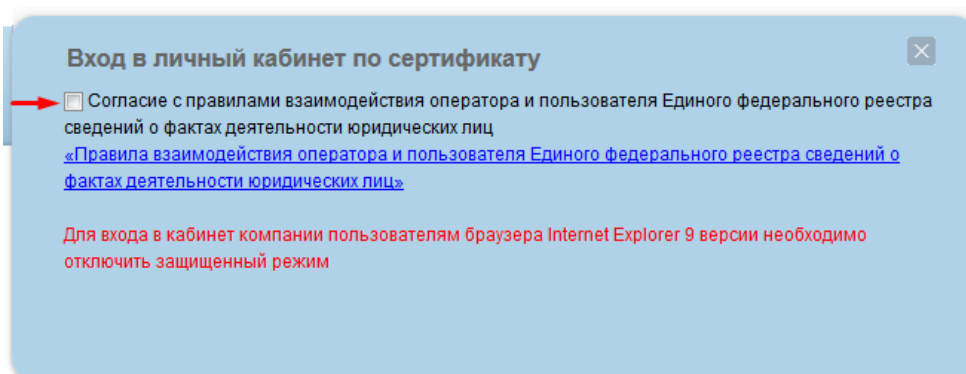 Вход в личный кабинет по сертификату
Согласие с правилами взаимодействия оператора и пользователя Единого федерального реестра
сведений о фактах деятельности юридических лиц
«Правила взаимодействия оператора и пользователя Единого федерального реестра сведений о
фактах деятельности юридических лиц»
Для входа в кабинет компании пользователям браузера Internet Explorer 9 версии необходимо
отключить защищенный режим